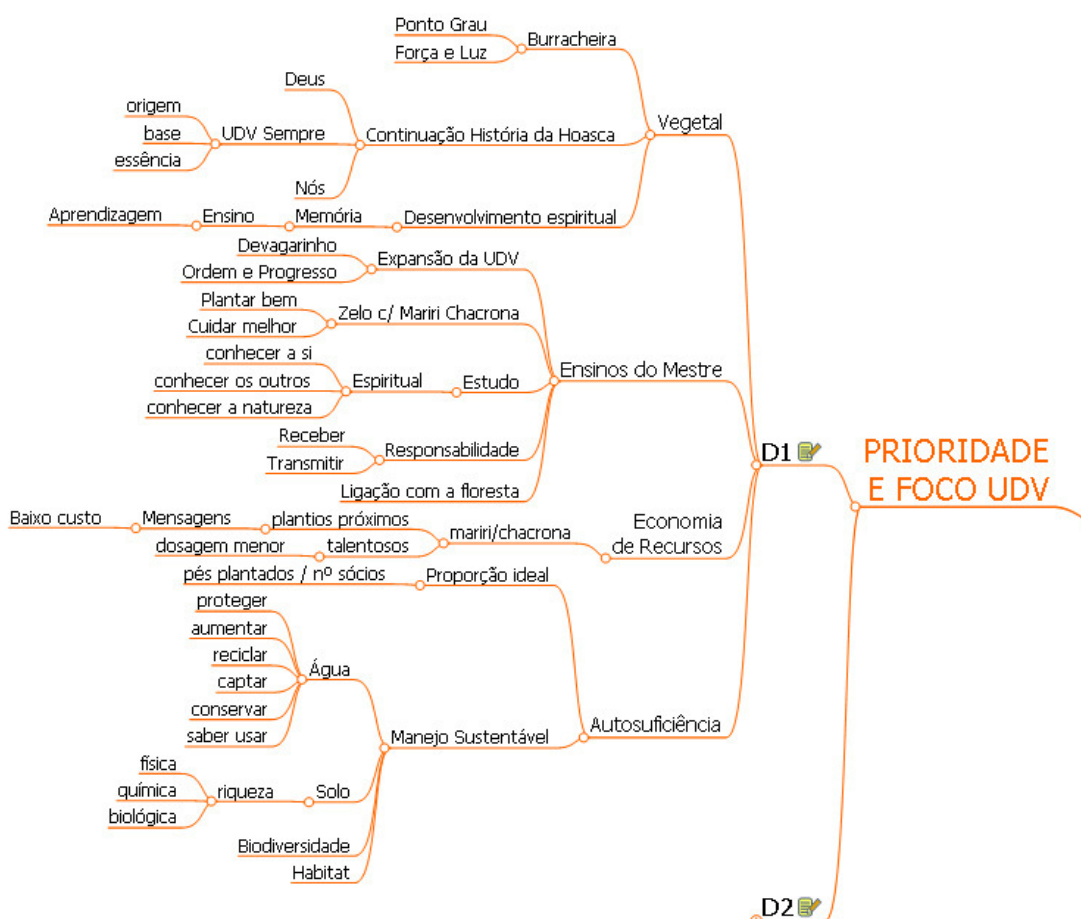 PRIORIDADE
E FOCO UDV
D1
Vegetal
Burracheira
Ponto Grau
Força e Luz
Continuação História da Hoasca
Deus
UDV Sempre
origem
base
essência
Nós
Desenvolvimento espiritual
Memória
Ensino
Aprendizagem
Ensinos do Mestre
Expansão da UDV
Devagarinho
Ordem e Progresso
Zelo c/ Mariri Chacrona
Plantar bem
Cuidar melhor
Estudo
Espiritual
conhecer a si
conhecer os outros
conhecer a natureza
Responsabilidade
Receber
Transmitir
Ligação com a floresta
Economia
de Recursos
mariri/chacrona
plantios próximos
Mensagens
Baixo custo
talentosos
dosagem menor
Autosuficiência
Proporção ideal
pés plantados / nº sócios
Manejo Sustentável
Água
proteger
aumentar
reciclar
captar
conservar
saber usar
Solo
riqueza
física
química
biológica
Biodiversidade
Habitat
D2